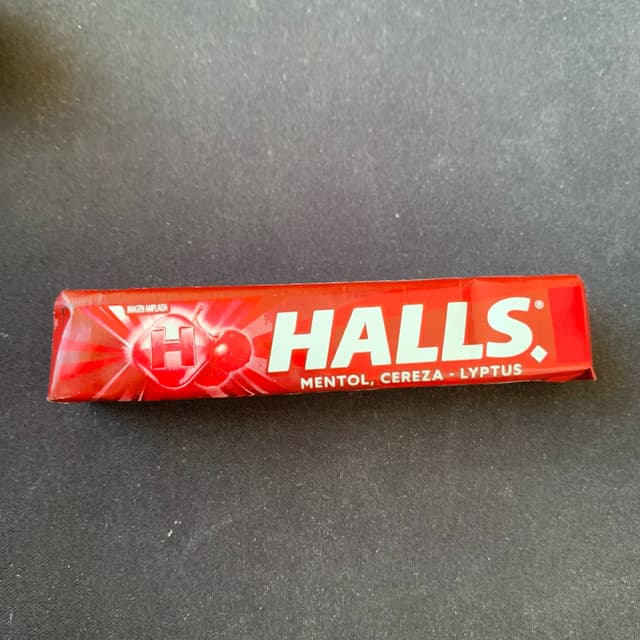 IMAGEN AMPLIADA
H
HALLS.®
MENTOL, CEREZA - LYPTUS